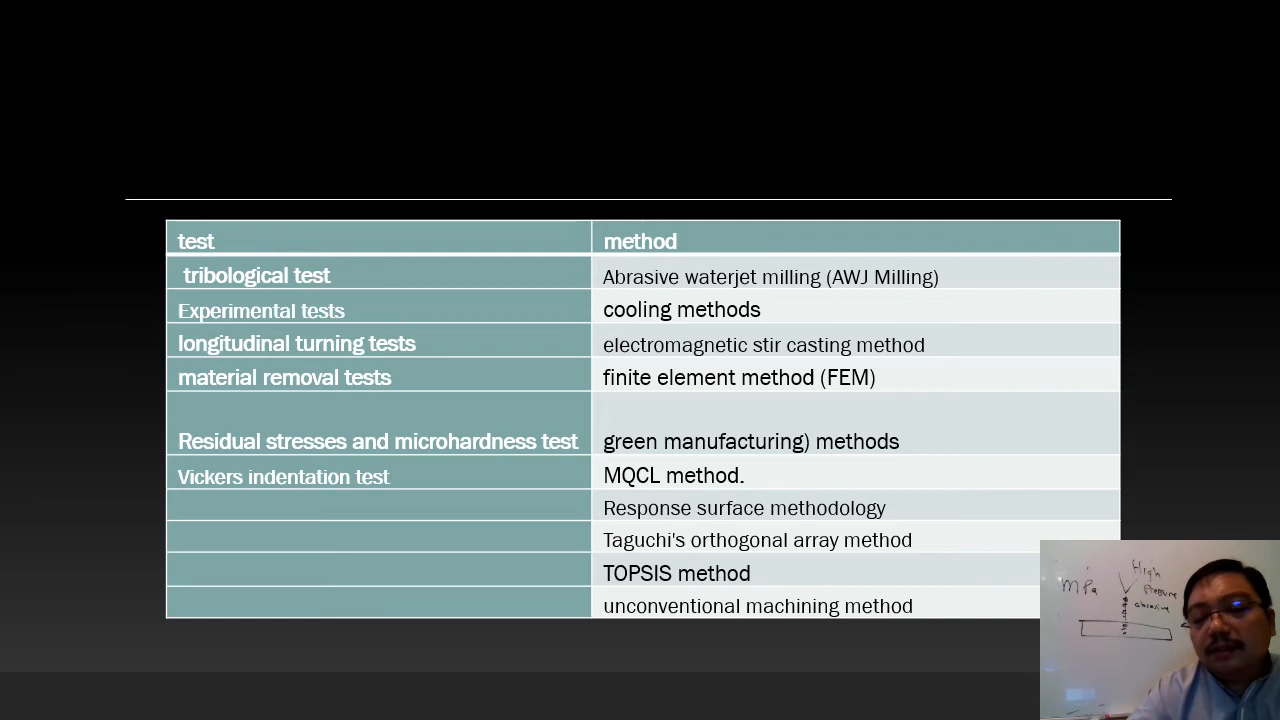 test method
tribological test Abrasive waterjet milling (AWJ Milling)
Experimental tests cooling methods
longitudinal turning tests electromagnetic stir casting method
material removal tests finite element method (FEM)
Residual stresses and microhardness test green manufacturing) methods
Vickers indentation test MQCL method.
Response surface methodology
Taguchi's orthogonal array method
TOPSIS method
unconventional machining method
High
MPa Pressure
abrasive